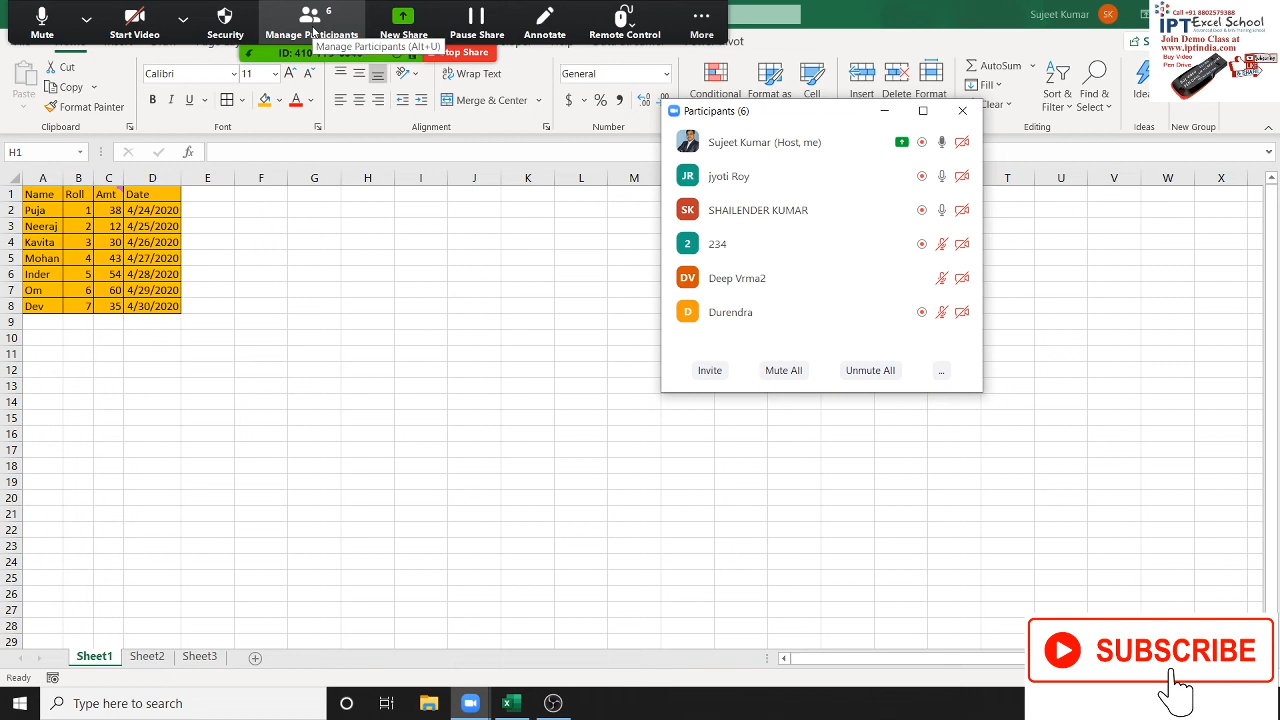 Mute
Start Video
Security
6
Manage Participants
New Share
Pause Share
Annotate
Remote Control
More
Manage Participants (Alt+U)
Stop Share
Sujeet Kumar
SK
Call +91 8802579388
IPT Excel School
Join Demo Class at
www.iptindia.com
Buy Video
Pen Drive
Cut
Copy
Format Painter
Paste
Clipboard
Calibri
11
B I U
Font
Wrap Text
Merge & Center
Alignment
General
$ % ,
Number
Conditional
Format as
Cell
Insert
Delete
Format
AutoSum
Clear
Sort &
Filter
Find &
Select
Editing
Ideas
Ideas
New Group
H1
fx
A B C D E F G H I J K L M T U V W X
1 Name Roll Amt Date
2 Puja 1 38 4/24/2020
3 Neeraj 2 12 4/25/2020
4 Kavita 3 30 4/26/2020
5 Mohan 4 43 4/27/2020
6 Inder 5 54 4/28/2020
7 Om 6 60 4/29/2020
8 Dev 7 35 4/30/2020
9
10
11
12
13
14
15
16
17
18
19
20
21
22
23
24
25
26
27
28
29
Participants (6)
Sujeet Kumar (Host, me)
JR jyoti Roy
SK SHAILENDER KUMAR
2 234
DV Deep Vrma2
D Durendra
Invite
Mute All
Unmute All
...
Sheet1
Sheet2
Sheet3
Ready
SUBSCRIBE
Type here to search